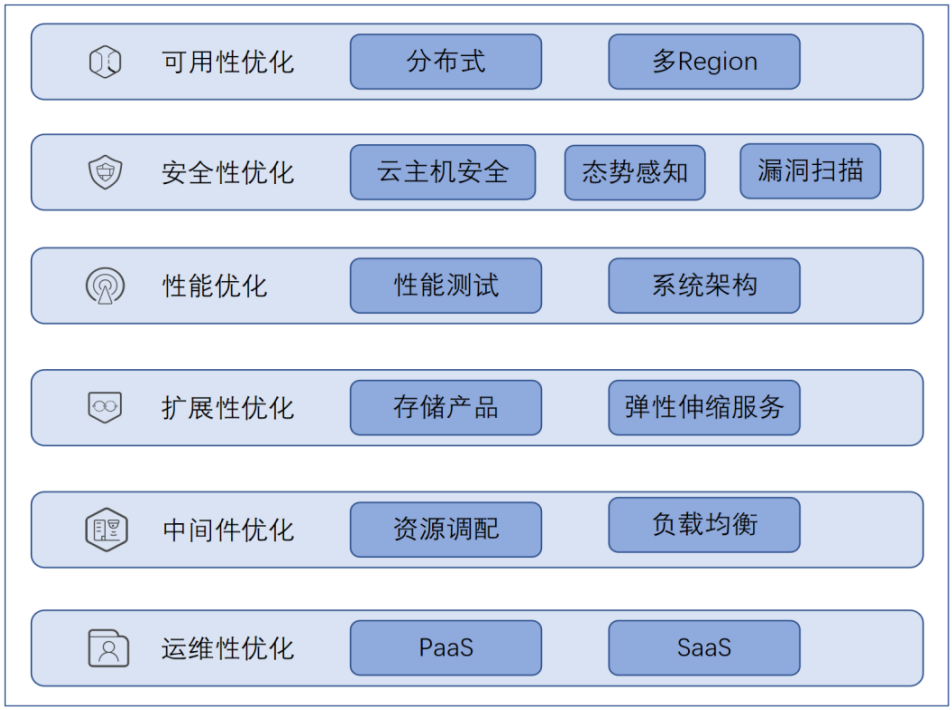 可用性优化 分布式 多Region
安全性优化 云主机安全 态势感知 漏洞扫描
性能优化 性能测试 系统架构
扩展性优化 存储产品 弹性伸缩服务
中间件优化 资源调配 负载均衡
运维性优化 PaaS SaaS